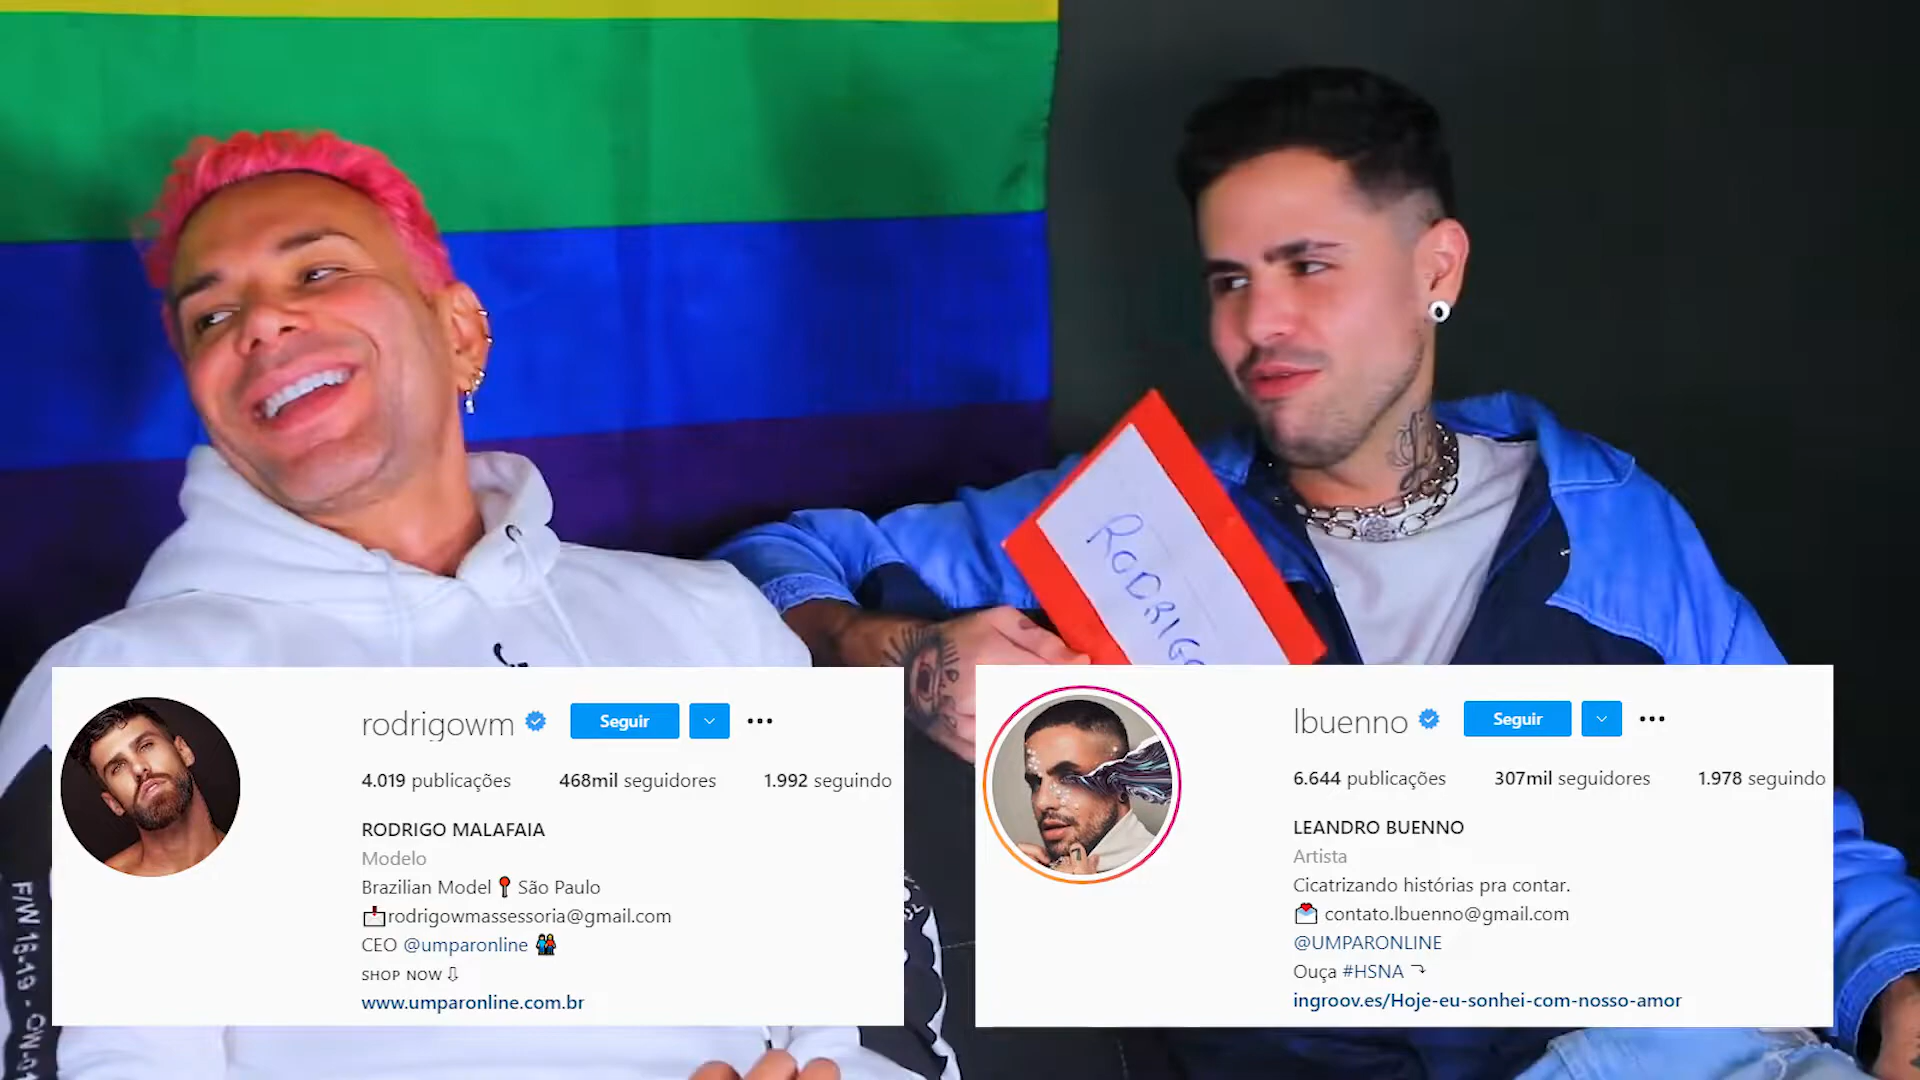 RODRIGO
rodrigowm
Seguir
4.019 publicações 468mil seguidores 1.992 seguindo
RODRIGO MALAFAIA
Modelo
Brazilian Model 📍 São Paulo
📩rodrigowmassessoria@gmail.com
CEO @umparonline 👬
SHOP NOW ⇩
www.umparonline.com.br
lbuenno
Seguir
6.644 publicações 307mil seguidores 1.978 seguindo
LEANDRO BUENNO
Artista
Cicatrizando histórias pra contar.
💌 contato.lbuenno@gmail.com
@UMPARONLINE
Ouça #HSNA ⤵
ingroov.es/Hoje-eu-sonhei-com-nosso-amor
F/W 18-19 - OW